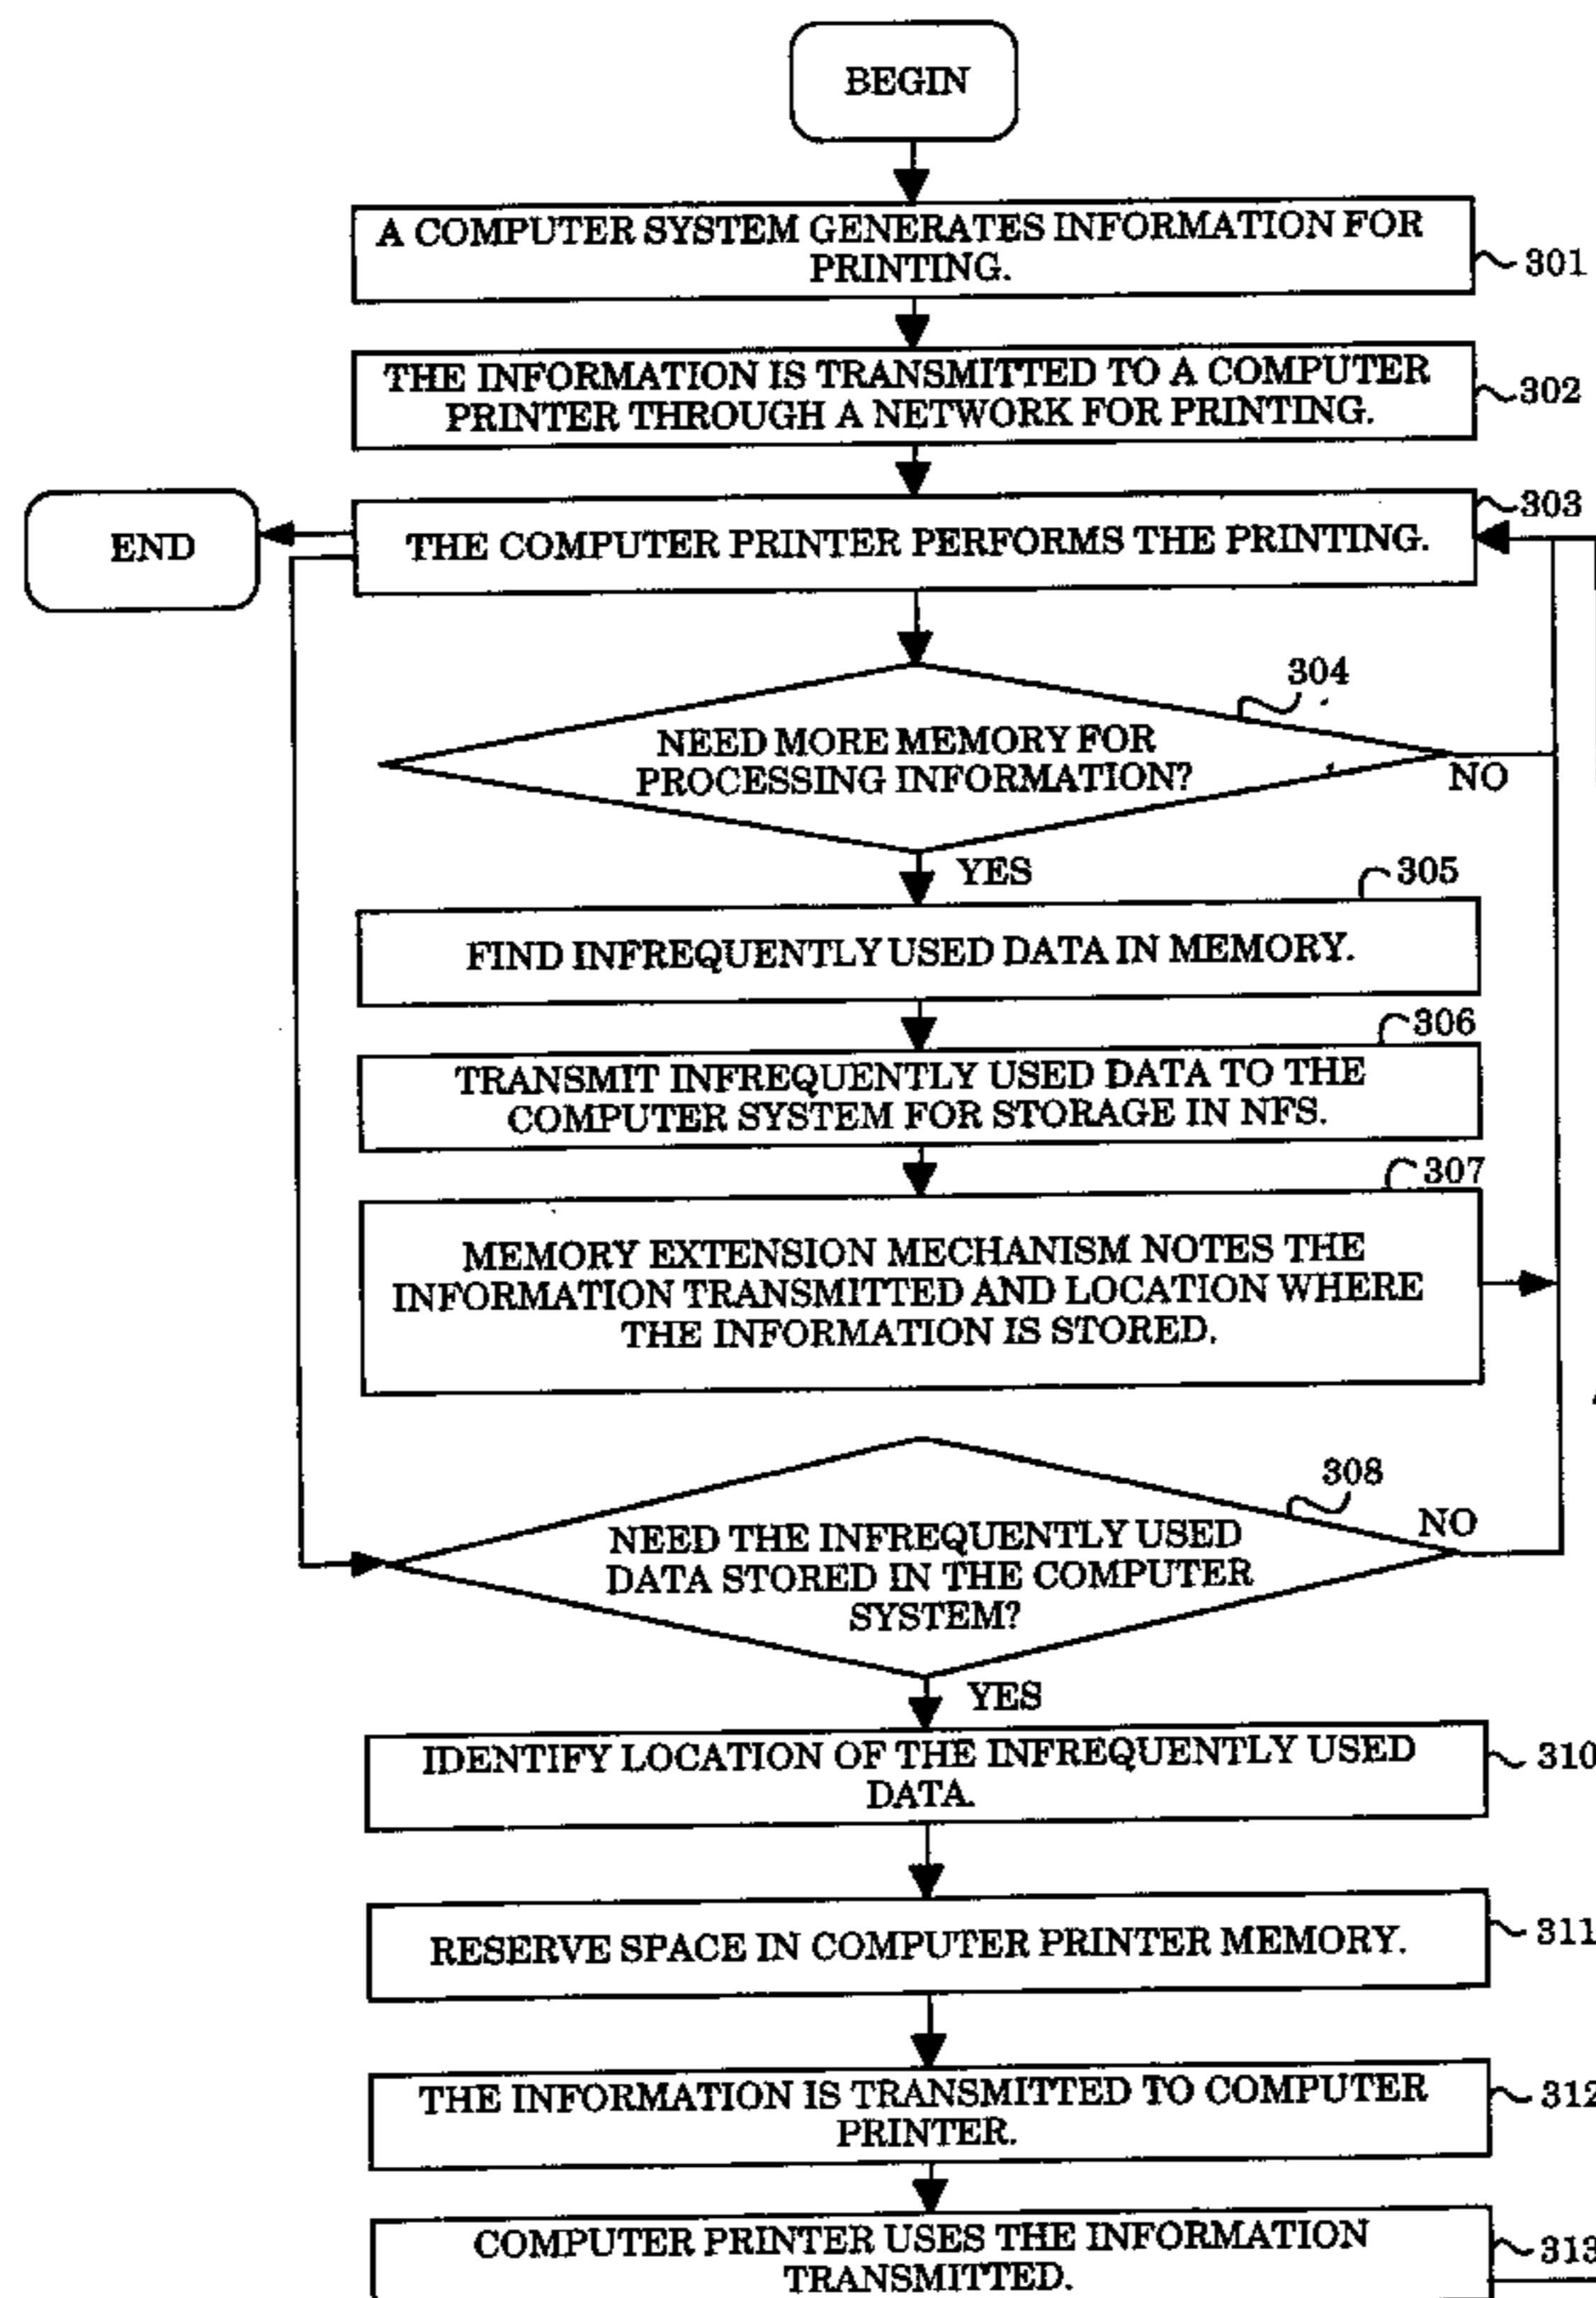 BEGIN
A COMPUTER SYSTEM GENERATES INFORMATION FOR
PRINTING.
301
THE INFORMATION IS TRANSMITTED TO A COMPUTER
PRINTER THROUGH A NETWORK FOR PRINTING.
302
END
THE COMPUTER PRINTER PERFORMS THE PRINTING.
303
304
NEED MORE MEMORY FOR
PROCESSING INFORMATION?
NO
YES
305
FIND INFREQUENTLY USED DATA IN MEMORY.
306
TRANSMIT INFREQUENTLY USED DATA TO THE
COMPUTER SYSTEM FOR STORAGE IN NFS.
307
MEMORY EXTENSION MECHANISM NOTES THE
INFORMATION TRANSMITTED AND LOCATION WHERE
THE INFORMATION IS STORED.
308
NEED THE INFREQUENTLY USED
DATA STORED IN THE COMPUTER
SYSTEM?
NO
YES
IDENTIFY LOCATION OF THE INFREQUENTLY USED
DATA.
310
RESERVE SPACE IN COMPUTER PRINTER MEMORY.
311
THE INFORMATION IS TRANSMITTED TO COMPUTER
PRINTER.
312
COMPUTER PRINTER USES THE INFORMATION
TRANSMITTED.
313